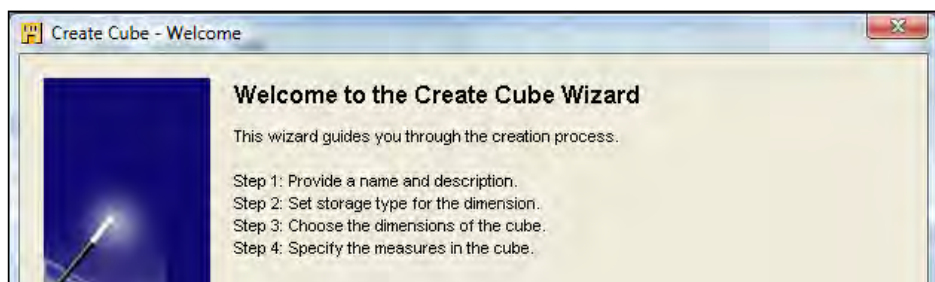 Create Cube - Welcome
Welcome to the Create Cube Wizard
This wizard guides you through the creation process.
Step 1: Provide a name and description.
Step 2: Set storage type for the dimension.
Step 3: Choose the dimensions of the cube.
Step 4: Specify the measures in the cube.